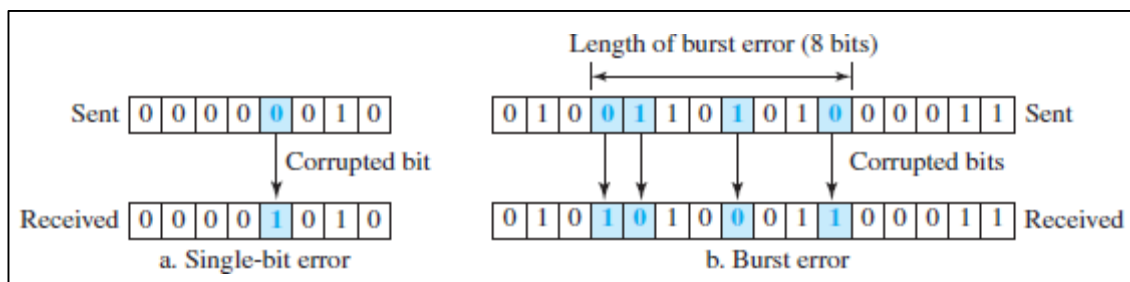 Length of burst error (8 bits)
Sent 0 0 0 0 0 0 1 0
0 1 0 0 1 1 0 1 0 1 0 0 0 0 1 1 Sent
Corrupted bit
Corrupted bits
Received 0 0 0 0 1 0 1 0
0 1 0 1 0 1 0 0 0 1 1 0 0 0 1 1 Received
a. Single-bit error
b. Burst error